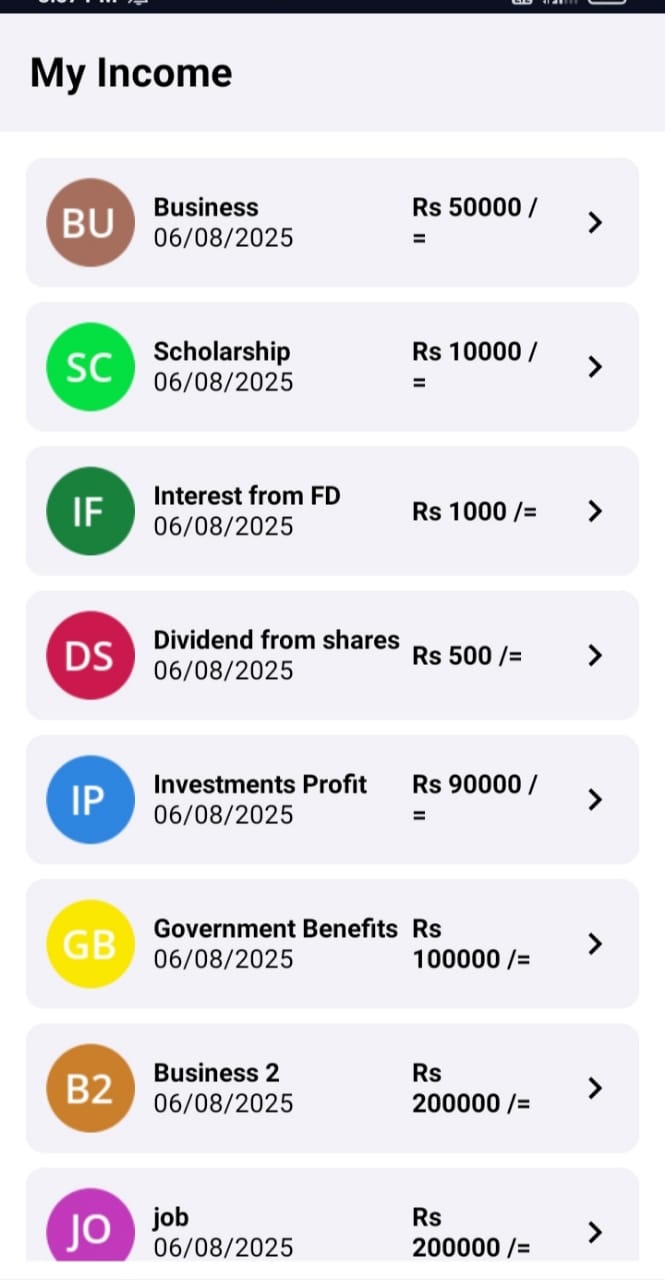 My Income
BU
Business
06/08/2025
Rs 50000 /
=
SC
Scholarship
06/08/2025
Rs 10000 /
=
IF
Interest from FD
06/08/2025
Rs 1000 /=
DS
Dividend from shares
06/08/2025
Rs 500 /=
IP
Investments Profit
06/08/2025
Rs 90000 /
=
GB
Government Benefits
06/08/2025
Rs
100000 /=
B2
Business 2
06/08/2025
Rs
200000 /=
JO
job
06/08/2025
Rs
200000 /=